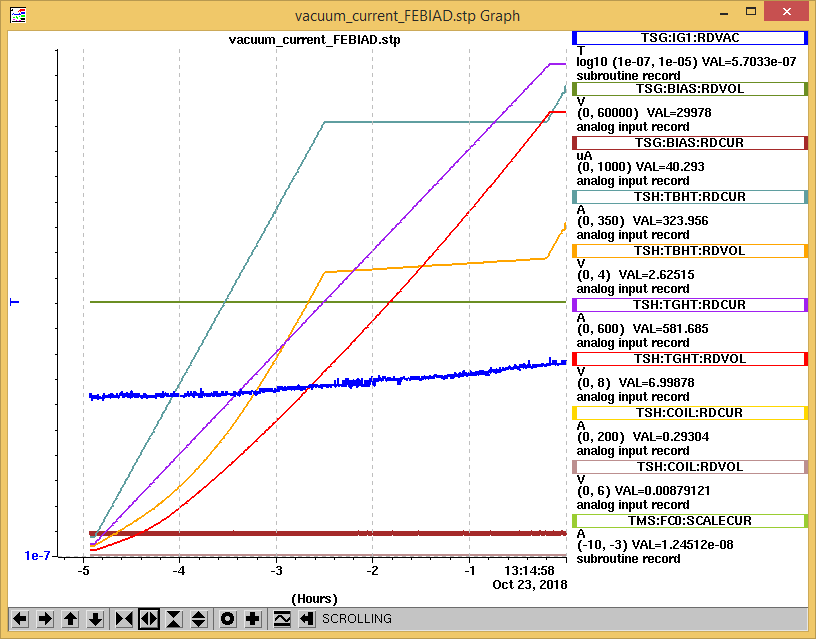 vacuum_current_FEBIAD.stp Graph
vacuum_current_FEBIAD.stp
T
1e-7
-5
-4
-3
-2
-1
13:14:58
Oct 23, 2018
(Hours)
TSG:IG1:RDVAC
T
log10 (1e-07, 1e-05) VAL=5.7033e-07
subroutine record
TSG:BIAS:RDVOL
V
(0, 60000) VAL=29978
analog input record
TSG:BIAS:RDCUR
uA
(0, 1000) VAL=40.293
analog input record
TSH:TBHT:RDCUR
A
(0, 350) VAL=323.956
analog input record
TSH:TBHT:RDVOL
V
(0, 4) VAL=2.62515
analog input record
TSH:TGHT:RDCUR
A
(0, 600) VAL=581.685
analog input record
TSH:TGHT:RDVOL
V
(0, 8) VAL=6.99878
analog input record
TSH:COIL:RDCUR
A
(0, 200) VAL=0.29304
analog input record
TSH:COIL:RDVOL
V
(0, 6) VAL=0.00879121
analog input record
TMS:FC0:SCALECUR
A
(-10, -3) VAL=1.24512e-08
subroutine record
SCROLLING